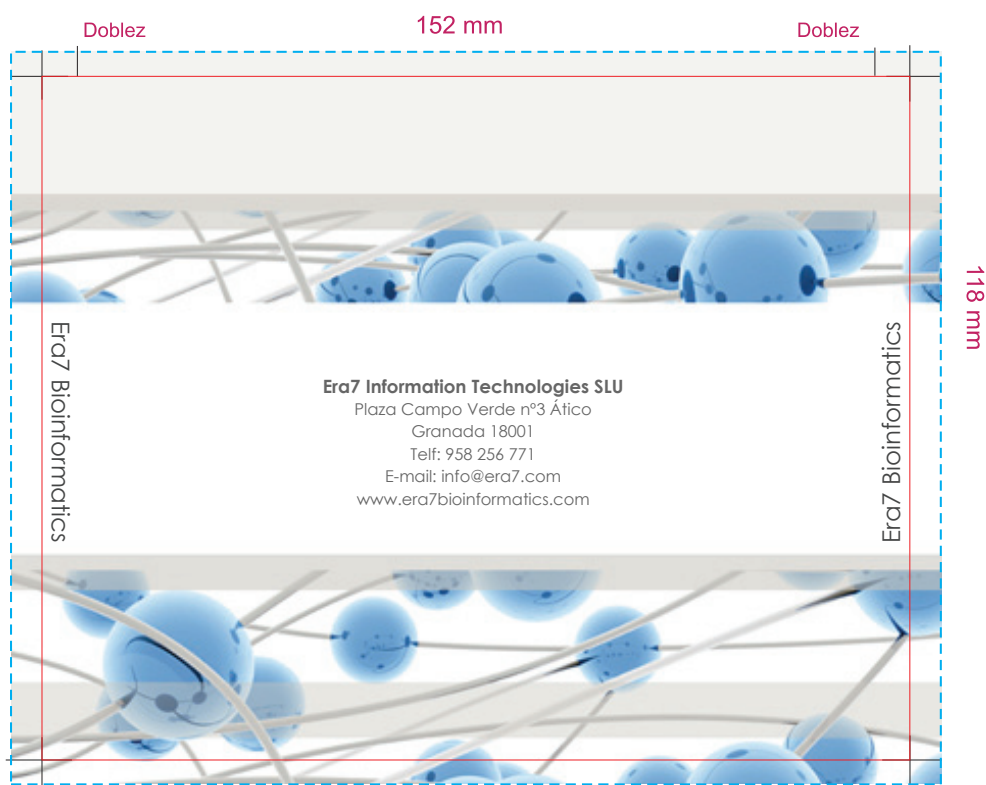 Doblez
152 mm
Doblez
118 mm
Era7 Bioinformatics
Era7 Information Technologies SLU
Plaza Campo Verde nº3 Ático
Granada 18001
Telf: 958 256 771
E-mail: info@era7.com
www.era7bioinformatics.com
Era7 Bioinformatics